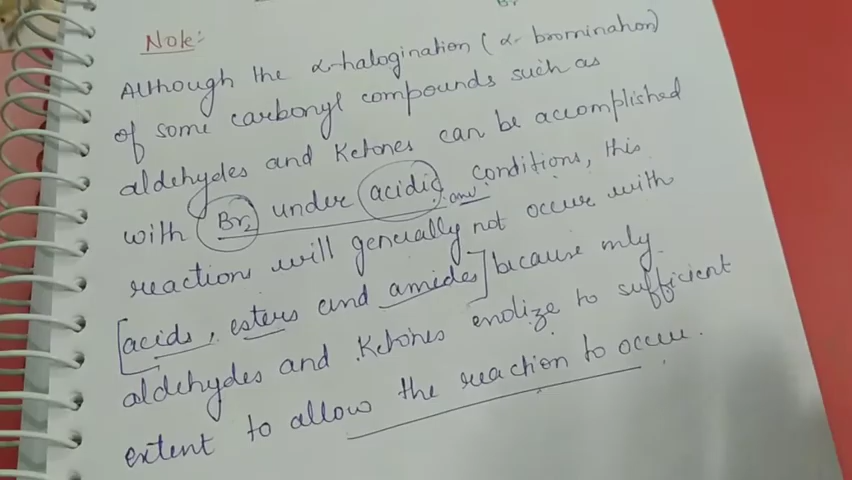 Br
Note:-
Although the α-halogination (α- bromination)
of some carbonyl compounds such as
aldehydes and Ketones can be accomplished
with Br2 under acidic conditions, this
reaction will generally not occur with
[acids, esters and amides] because only
aldehydes and Ketones enolize to sufficient
extent to allow the reaction to occur.